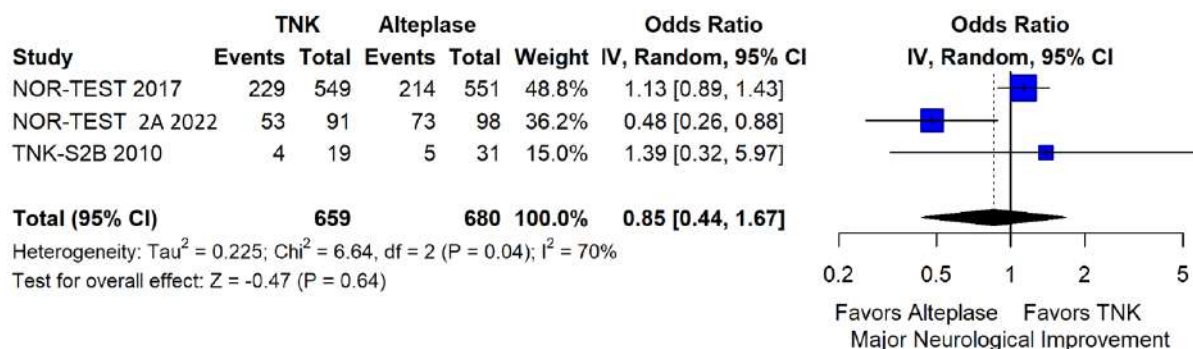 TNK Alteplase Odds Ratio Odds Ratio
Study Events Total Events Total Weight IV, Random, 95% CI IV, Random, 95% CI
NOR-TEST 2017 229 549 214 551 48.8% 1.13 [0.89, 1.43]
NOR-TEST 2A 2022 53 91 73 98 36.2% 0.48 [0.26, 0.88]
TNK-S2B 2010 4 19 5 31 15.0% 1.39 [0.32, 5.97]
Total (95% CI) 659 680 100.0% 0.85 [0.44, 1.67]
Heterogeneity: Tau² = 0.225; Chi² = 6.64, df = 2 (P = 0.04); I² = 70%
Test for overall effect: Z = -0.47 (P = 0.64)
0.2 0.5 1 2 5
Favors Alteplase Favors TNK
Major Neurological Improvement